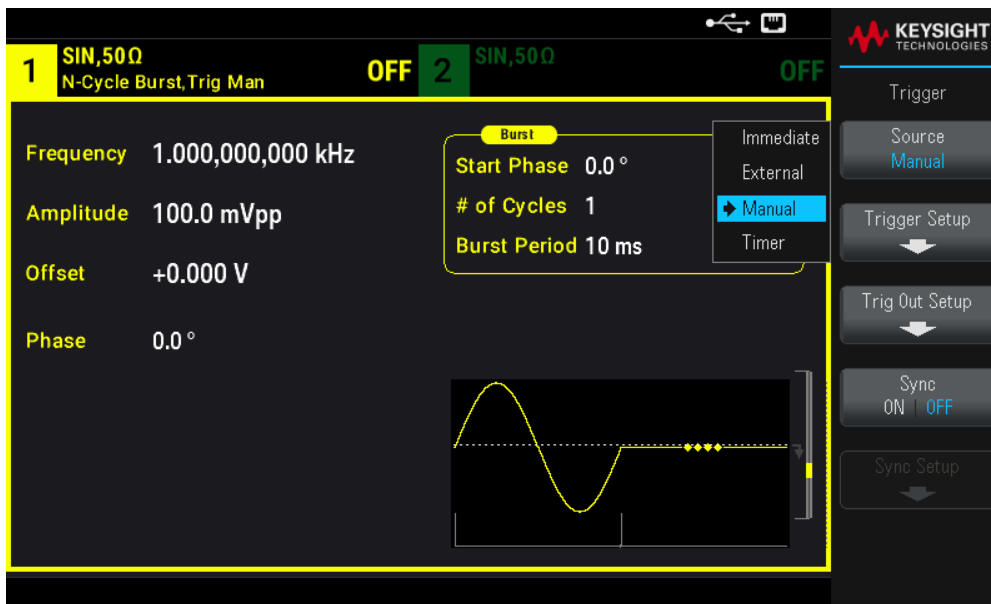 KEYSIGHT
TECHNOLOGIES
1
SIN,50Ω
N-Cycle Burst,Trig Man
OFF
2
SIN,50Ω
OFF
Trigger
Frequency 1.000,000,000 kHz
Amplitude 100.0 mVpp
Offset +0.000 V
Phase 0.0 °
Burst
Start Phase 0.0 °
# of Cycles 1
Burst Period 10 ms
Immediate
External
Manual
Timer
Source
Manual
Trigger Setup
Trig Out Setup
Sync
ON | OFF
Sync Setup